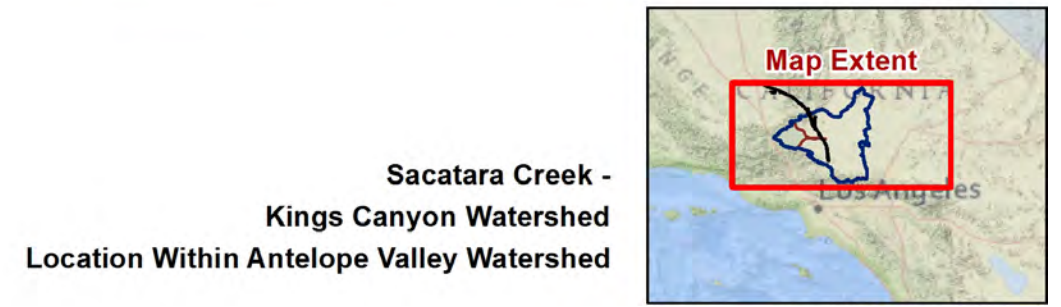 Sacatara Creek -
Kings Canyon Watershed
Location Within Antelope Valley Watershed
Map Extent
CALIFORNIA
Los Angeles